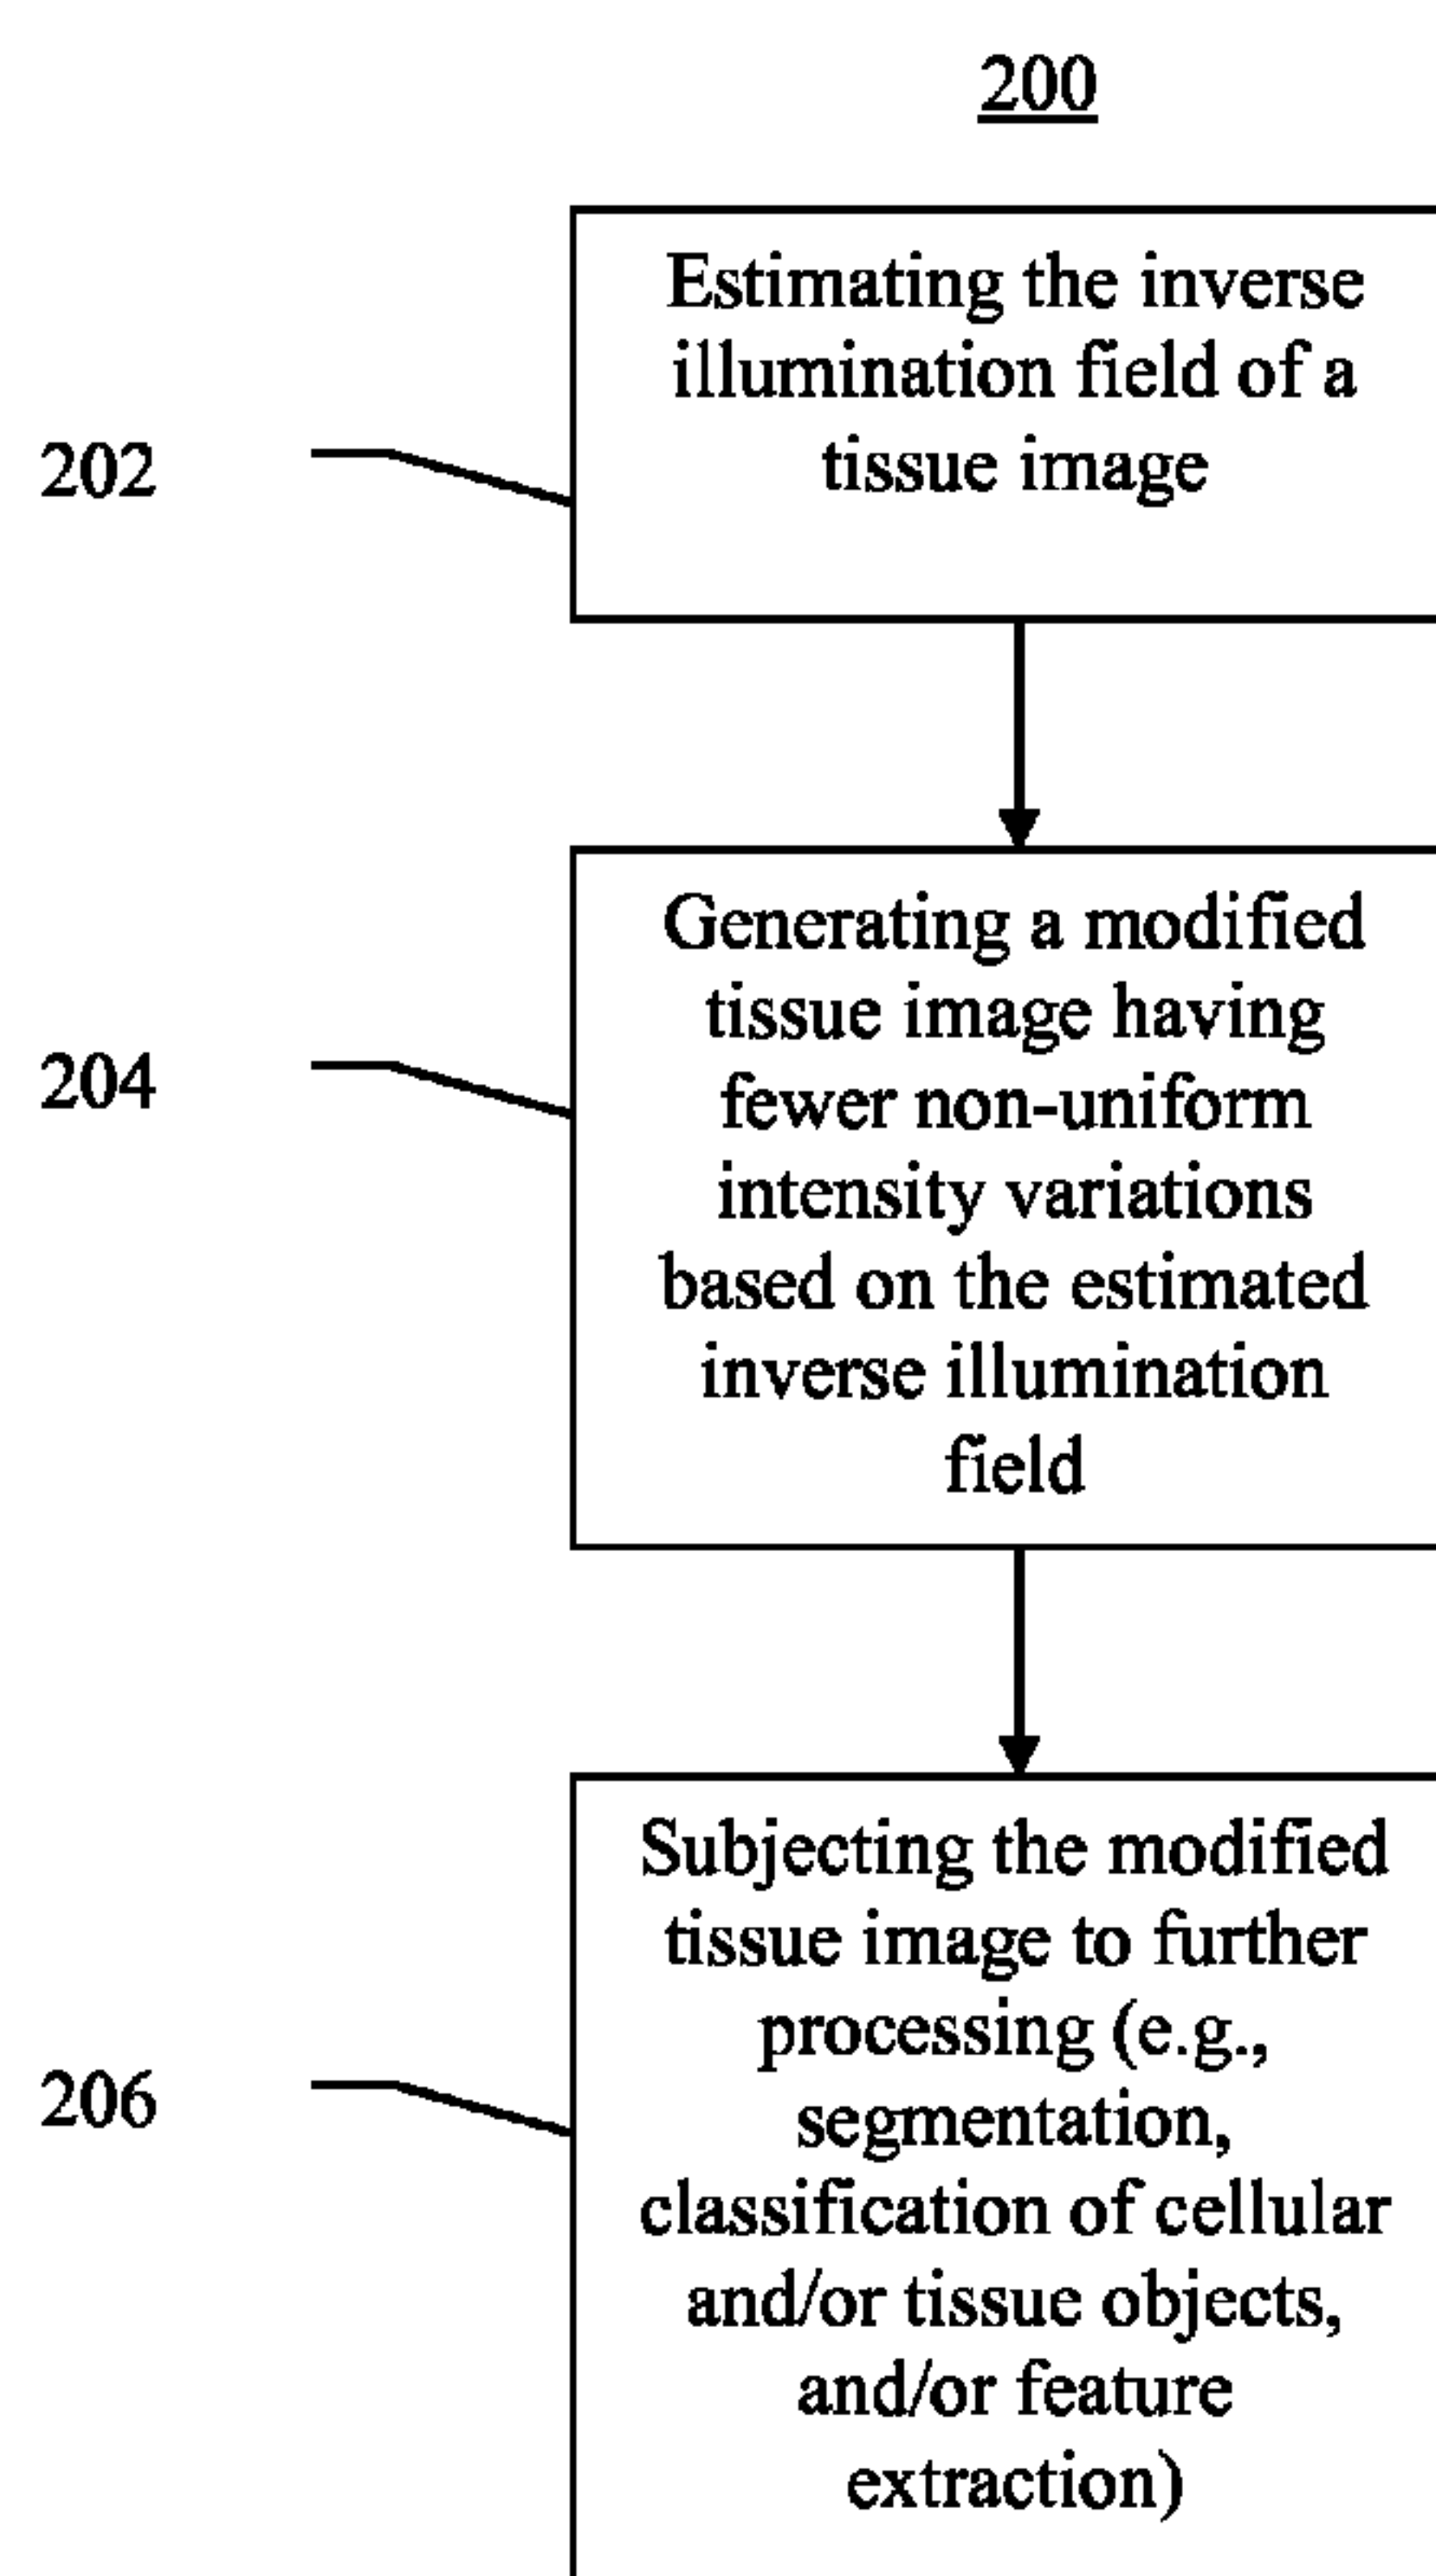 200
202
Estimating the inverse
illumination field of a
tissue image
204
Generating a modified
tissue image having
fewer non-uniform
intensity variations
based on the estimated
inverse illumination
field
206
Subjecting the modified
tissue image to further
processing (e.g.,
segmentation,
classification of cellular
and/or tissue objects,
and/or feature
extraction)